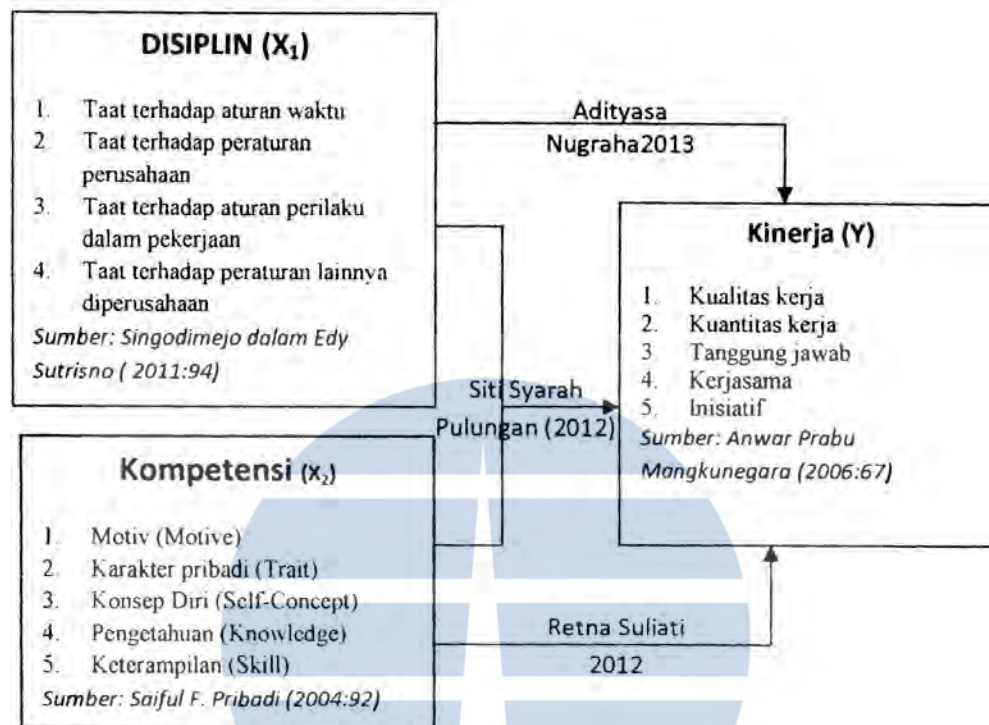 DISIPLIN (X₁)
1. Taat terhadap aturan waktu
2 Taat terhadap peraturan
perusahaan
3. Taat terhadap aturan perilaku
dalam pekerjaan
4. Taat terhadap peraturan lainnya
diperusahaan
Sumber: Singodimejo dalam Edy
Sutrisno ( 2011:94)
Adityasa
Nugraha2013
Kinerja (Y)
1. Kualitas kerja
2. Kuantitas kerja
3 Tanggung jawab
4. Kerjasama
5. Inisiatif
Sumber: Anwar Prabu
Mangkunegara (2006:67)
Siti Syarah
Pulungan (2012)
Kompetensi (X₂)
1. Motiv (Motive)
2. Karakter pribadi (Trait)
3. Konsep Diri (Self-Concept)
4. Pengetahuan (Knowledge)
5. Keterampilan (Skill)
Sumber: Saiful F. Pribadi (2004:92)
Retna Suliati
2012